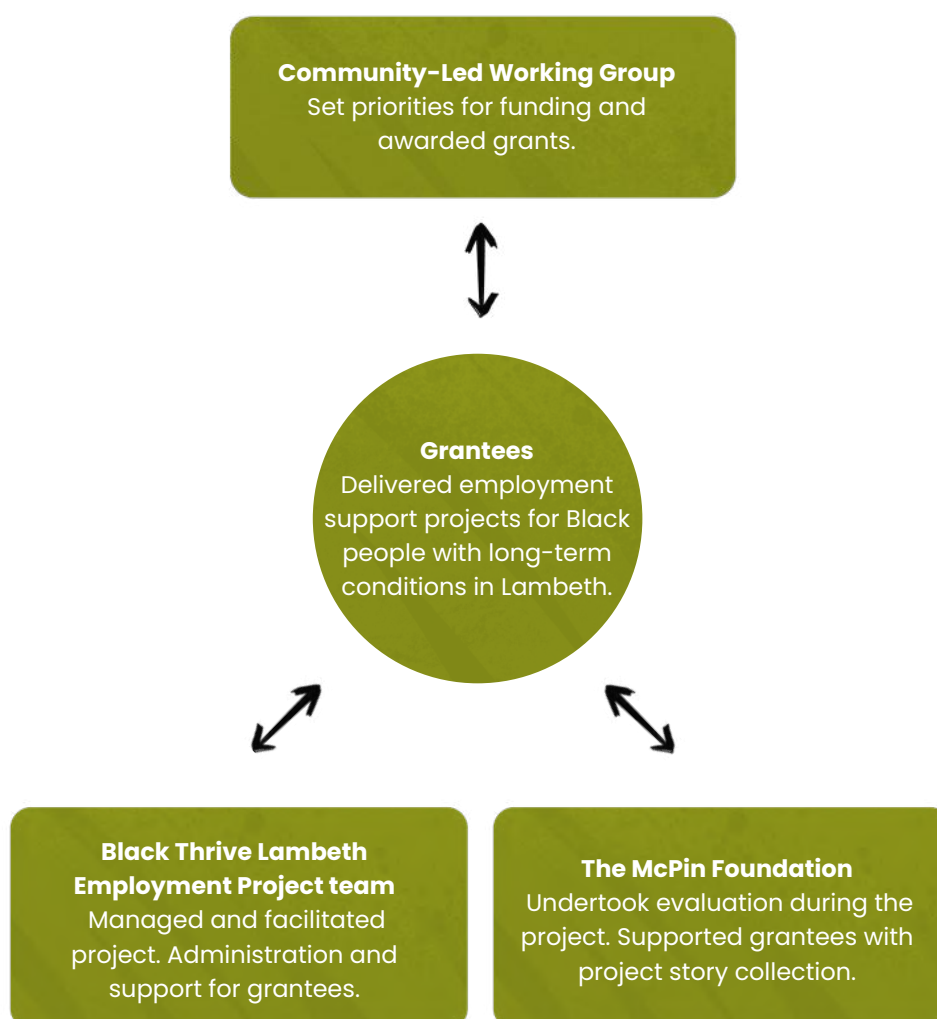 Community-Led Working Group
Set priorities for funding and
awarded grants.
Grantees
Delivered employment
support projects for Black
people with long-term
conditions in Lambeth.
Black Thrive Lambeth
Employment Project team
Managed and facilitated
project. Administration and
support for grantees.
The McPin Foundation
Undertook evaluation during the
project. Supported grantees with
project story collection.